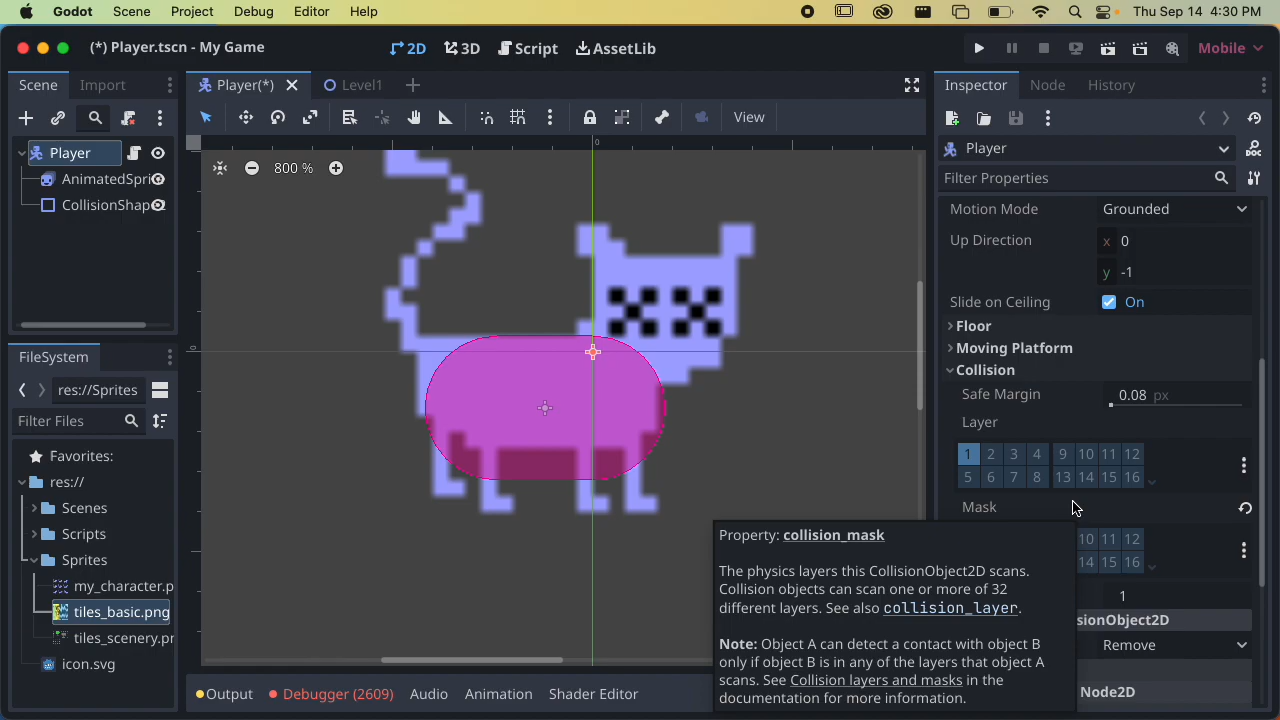 Godot Scene Project Debug Editor Help Thu Sep 14 4:30 PM
(*) Player.tscn - My Game 2D 3D Script AssetLib Mobile
Scene Import Player(*) Level1 Inspector Node History
View
Player Player
AnimatedSpri 800 % Filter Properties
CollisionShap 2
Motion Mode Grounded
Up Direction x 0
y -1
Slide on Ceiling On
Floor
FileSystem Moving Platform
res://Sprites Collision
Safe Margin 0.08 px
Filter Files Layer
Favorites: 1 2 3 4 9 10 11 12
res:// 5 6 7 8 13 14 15 16
Scenes Mask
Scripts Property: collision_mask 10 11 12
Sprites 14 15 16
my_character.p The physics layers this CollisionObject2D scans.
tiles_basic.png Collision objects can scan one or more of 32 1
tiles_scenery.pr different layers. See also collision_layer. sionObject2D
icon.svg Note: Object A can detect a contact with object B Remove
only if object B is in any of the layers that object A
scans. See Collision layers and masks in the Node2D
Output Debugger (2609) Audio Animation Shader Editor documentation for more information.
0
0